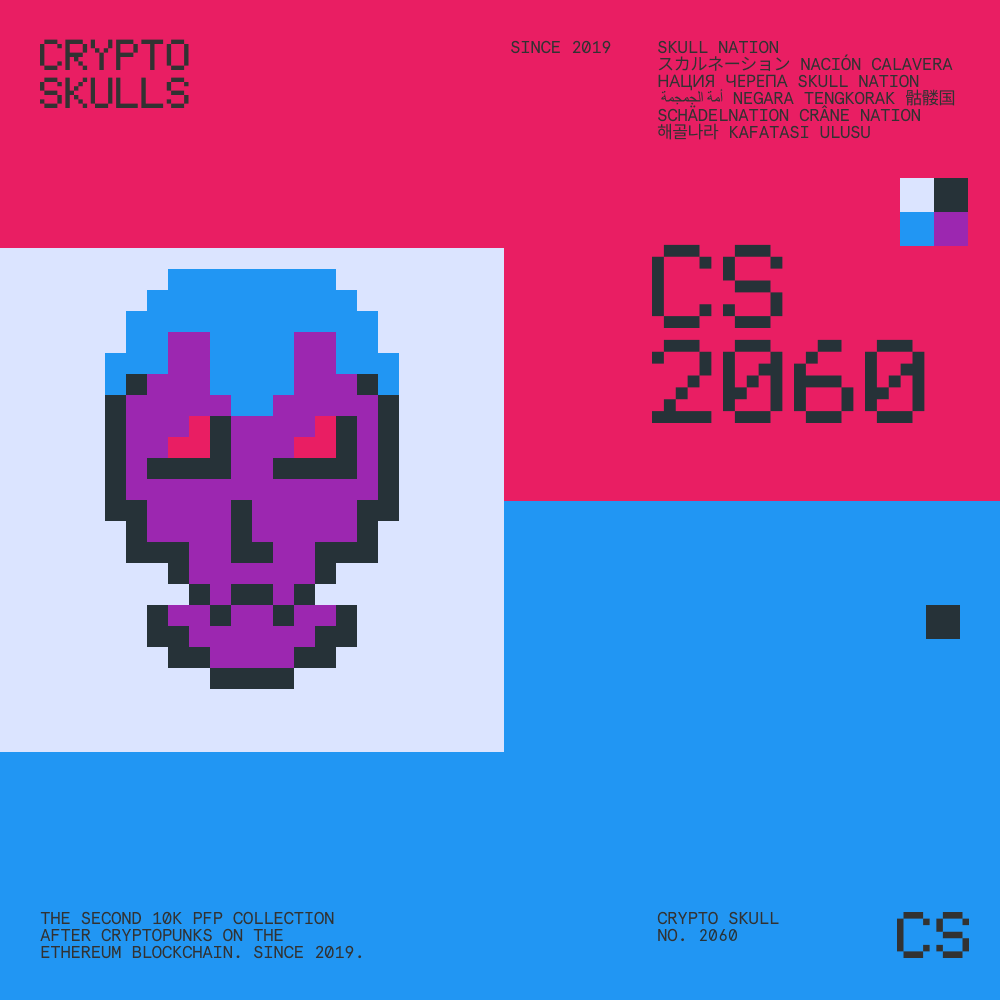 CRYPTO
SKULLS
SINCE 2019
SKULL NATION
スカルネーション NACIÓN CALAVERA
НАЦИЯ ЧЕРЕПА SKULL NATION
أمة الجمجمة NEGARA TENGKORAK 骷髅国
SCHÄDELNATION CRÂNE NATION
해골나라 KAFATASI ULUSU
CS
2060
THE SECOND 10K PFP COLLECTION
AFTER CRYPTOPUNKS ON THE
ETHEREUM BLOCKCHAIN. SINCE 2019.
CRYPTO SKULL
NO. 2060
CS